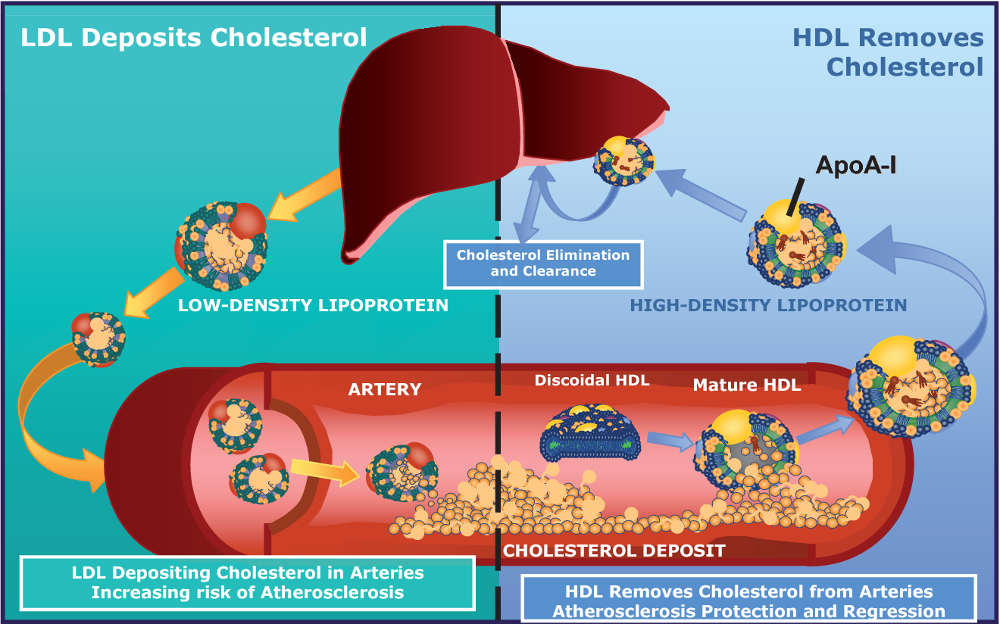 LDL Deposits Cholesterol
HDL Removes
Cholesterol
ApoA-I
Cholesterol Elimination
and Clearance
LOW-DENSITY LIPOPROTEIN
HIGH-DENSITY LIPOPROTEIN
ARTERY
Discoidal HDL
Mature HDL
CHOLESTEROL DEPOSIT
LDL Depositing Cholesterol in Arteries
Increasing risk of Atherosclerosis
HDL Removes Cholesterol from Arteries
Atherosclerosis Protection and Regression